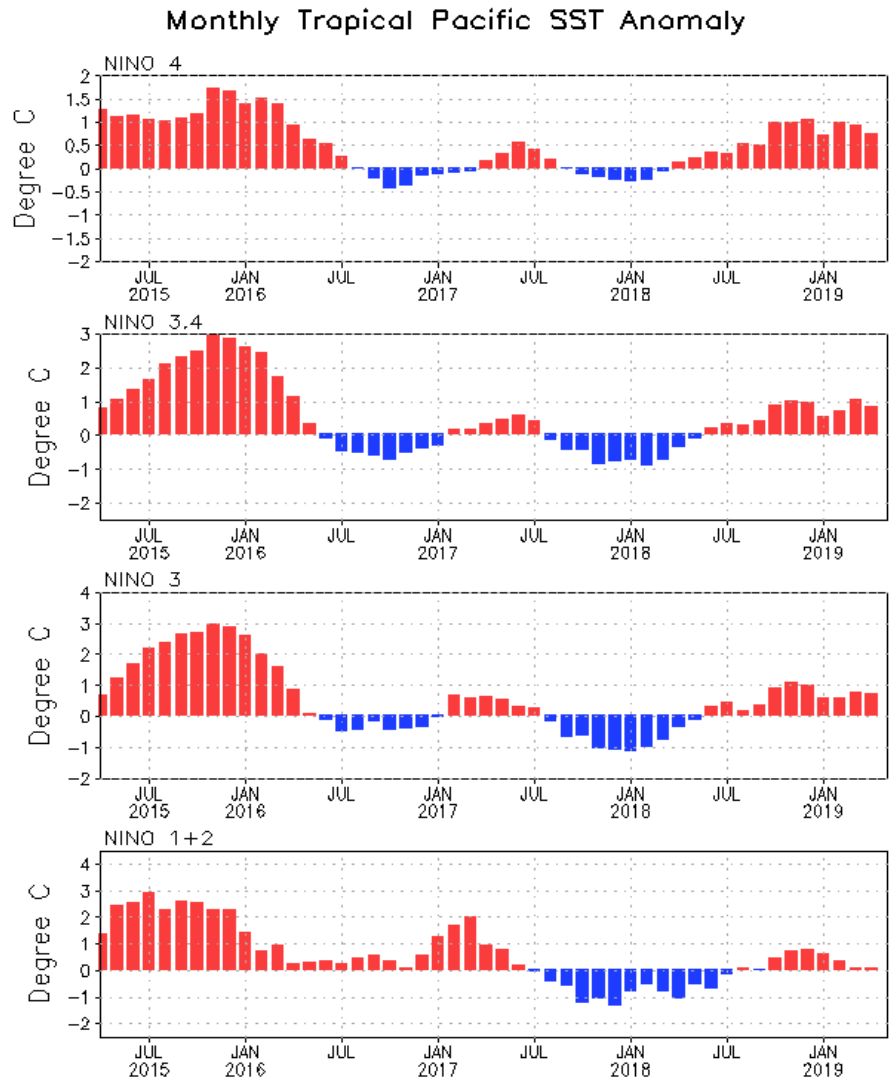 Monthly Tropical Pacific SST Anomaly
NINO 4
Degree C
2
1.5
1
0.5
0
−0.5
−1
−1.5
−2
JUL JAN JUL JAN JUL JAN JUL JAN
2015 2016 2017 2018 2019
NINO 3.4
Degree C
3
2
1
0
−1
−2
JUL JAN JUL JAN JUL JAN JUL JAN
2015 2016 2017 2018 2019
NINO 3
Degree C
4
3
2
1
0
−1
−2
JUL JAN JUL JAN JUL JAN JUL JAN
2015 2016 2017 2018 2019
NINO 1+2
Degree C
4
3
2
1
0
−1
−2
JUL JAN JUL JAN JUL JAN JUL JAN
2015 2016 2017 2018 2019